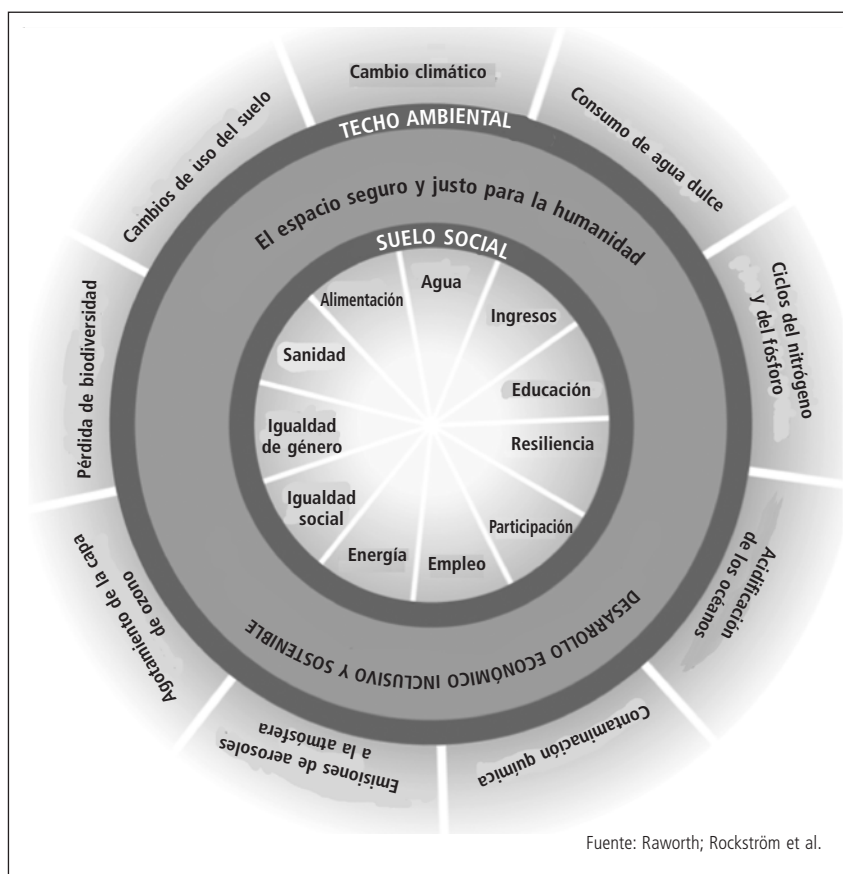 Cambio climático
Consumo de agua dulce
Ciclos del nitrógeno
y del fósforo
Acidificación
de los océanos
Contaminación química
Emisiones de aerosoles
a la atmósfera
Agotamiento de la capa
de ozono
Pérdida de biodiversidad
Cambios de uso del suelo
TECHO AMBIENTAL
El espacio seguro y justo para la humanidad
SUELO SOCIAL
Agua
Ingresos
Educación
Resiliencia
Participación
Empleo
Energía
Igualdad
social
Igualdad
de género
Sanidad
Alimentación
DESARROLLO ECONÓMICO INCLUSIVO Y SOSTENIBLE
Fuente: Raworth; Rockström et al.